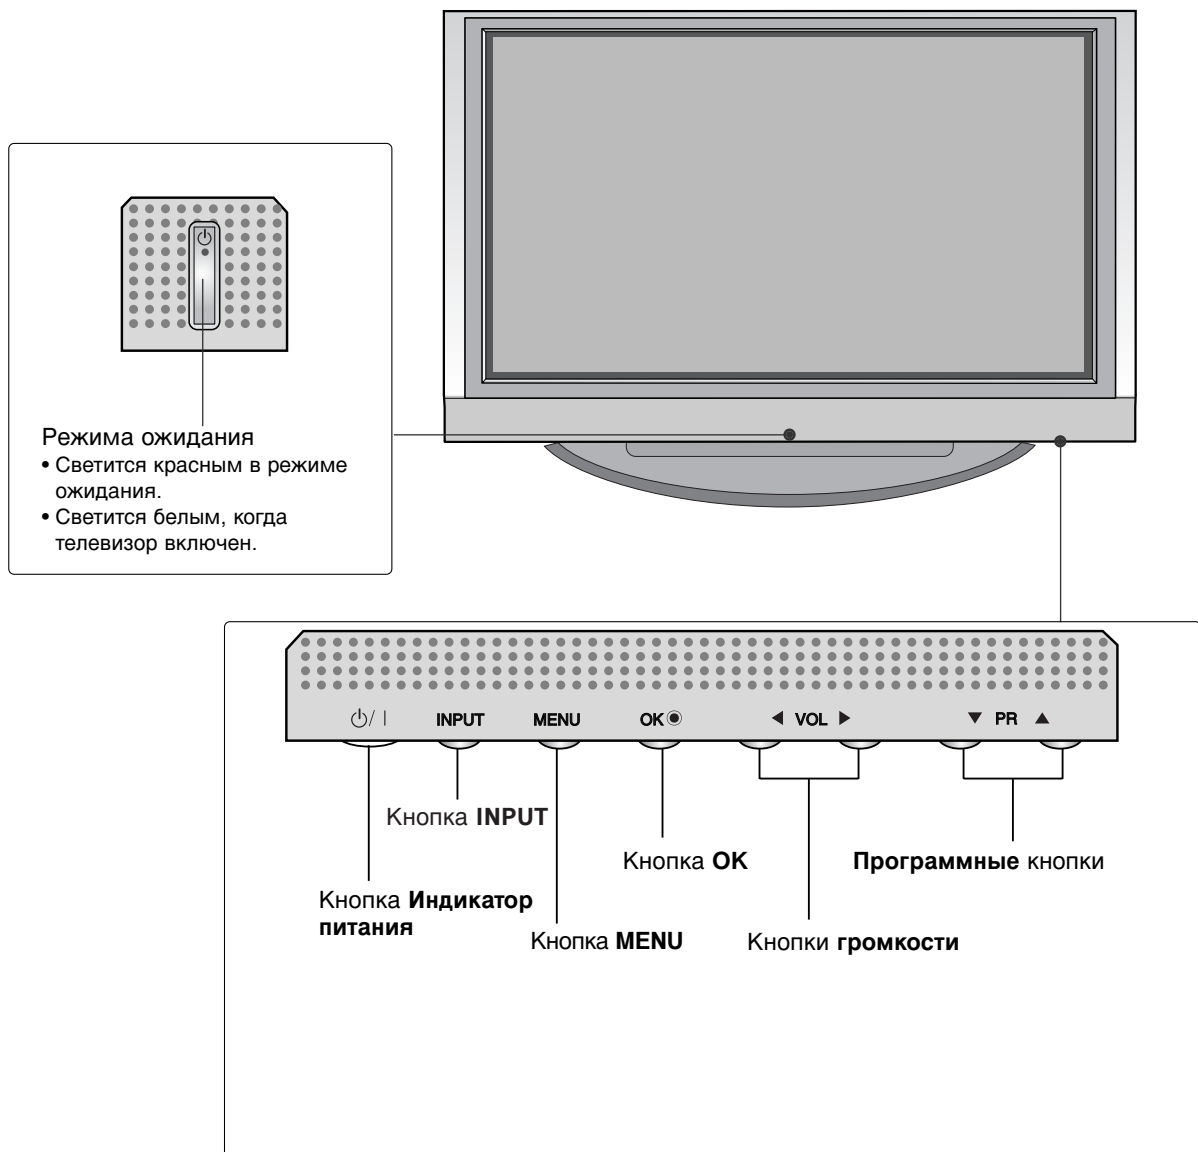 Режима ожидания
• Светится красным в режиме
ожидания.
• Светится белым, когда
телевизор включен.
/ I INPUT MENU OK VOL PR
Кнопка INPUT
Кнопка OK
Программные кнопки
Кнопка Индикатор
питания
Кнопка MENU
Кнопки громкости